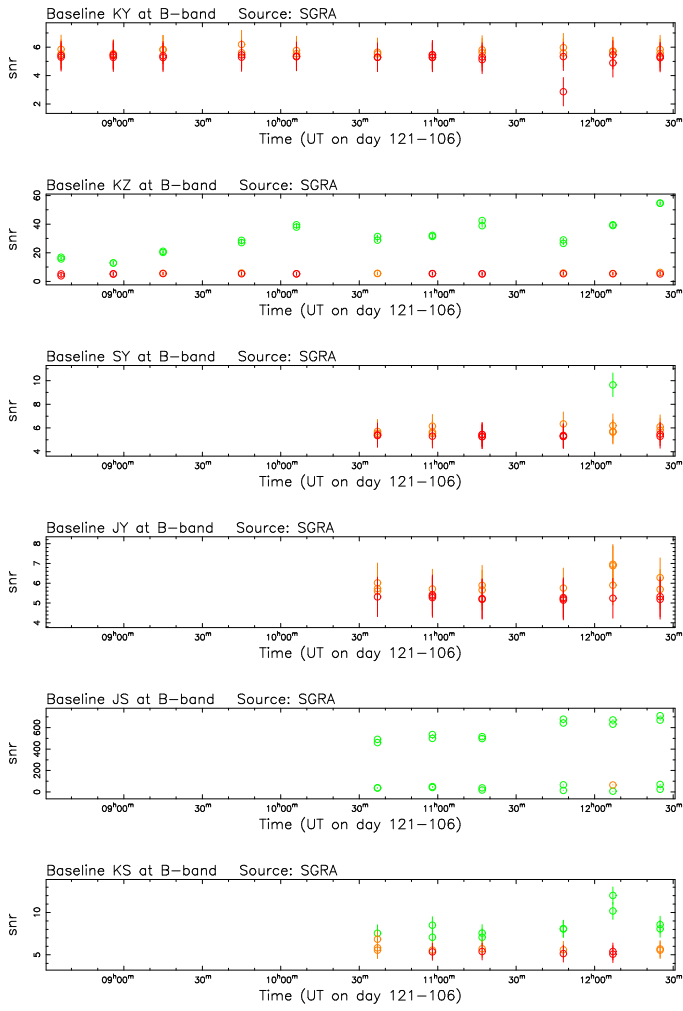 Baseline KY at B-band Source: SGRA
snr
6
4
2
09h00m 30m 10h00m 30m 11h00m 30m 12h00m 30m
Time (UT on day 121-106)
Baseline KZ at B-band Source: SGRA
snr
60
40
20
0
09h00m 30m 10h00m 30m 11h00m 30m 12h00m 30m
Time (UT on day 121-106)
Baseline SY at B-band Source: SGRA
snr
10
8
6
4
09h00m 30m 10h00m 30m 11h00m 30m 12h00m 30m
Time (UT on day 121-106)
Baseline JY at B-band Source: SGRA
snr
8
7
6
5
4
09h00m 30m 10h00m 30m 11h00m 30m 12h00m 30m
Time (UT on day 121-106)
Baseline JS at B-band Source: SGRA
snr
600
400
200
0
09h00m 30m 10h00m 30m 11h00m 30m 12h00m 30m
Time (UT on day 121-106)
Baseline KS at B-band Source: SGRA
snr
10
5
09h00m 30m 10h00m 30m 11h00m 30m 12h00m 30m
Time (UT on day 121-106)